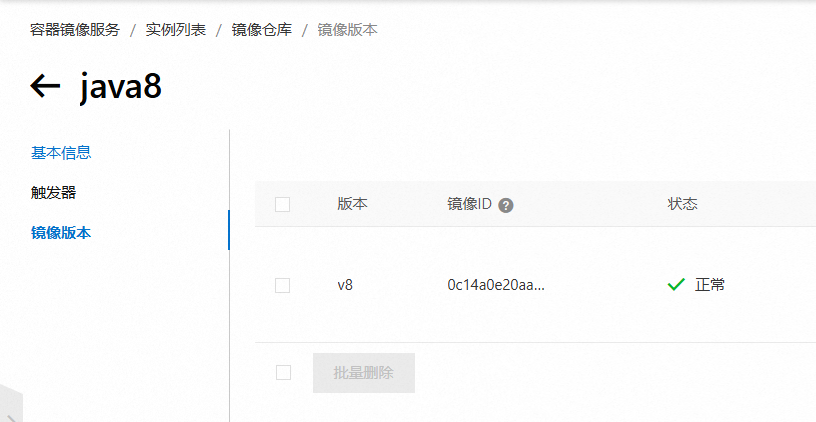 容器镜像服务 / 实例列表 / 镜像仓库 / 镜像版本
← java8
基本信息
触发器
镜像版本
版本 镜像ID ? 状态
v8 0c14a0e20aa... 正常
批量删除